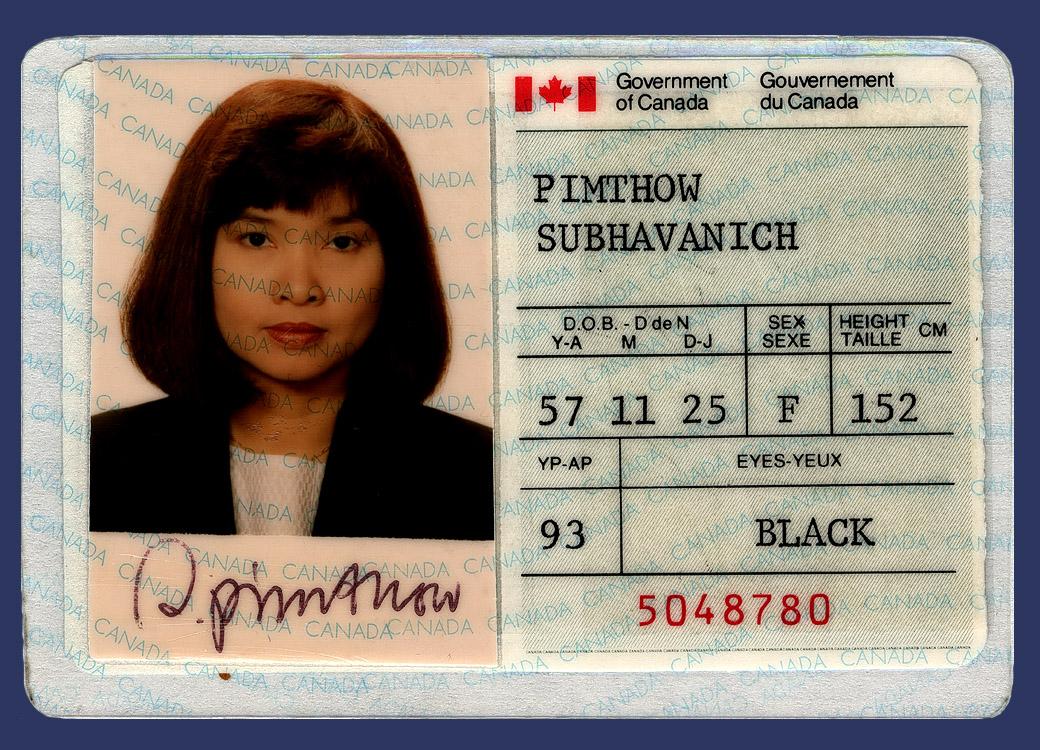 Government Gouvernement
of Canada du Canada
PIMTHOW
SUBHAVANICH
D.O.B. - D de N SEX HEIGHT CM
Y-A M D-J SEXE TAILLE
57 11 25 F 152
YP-AP EYES-YEUX
93 BLACK
5048780
S.pimthow
CANADA